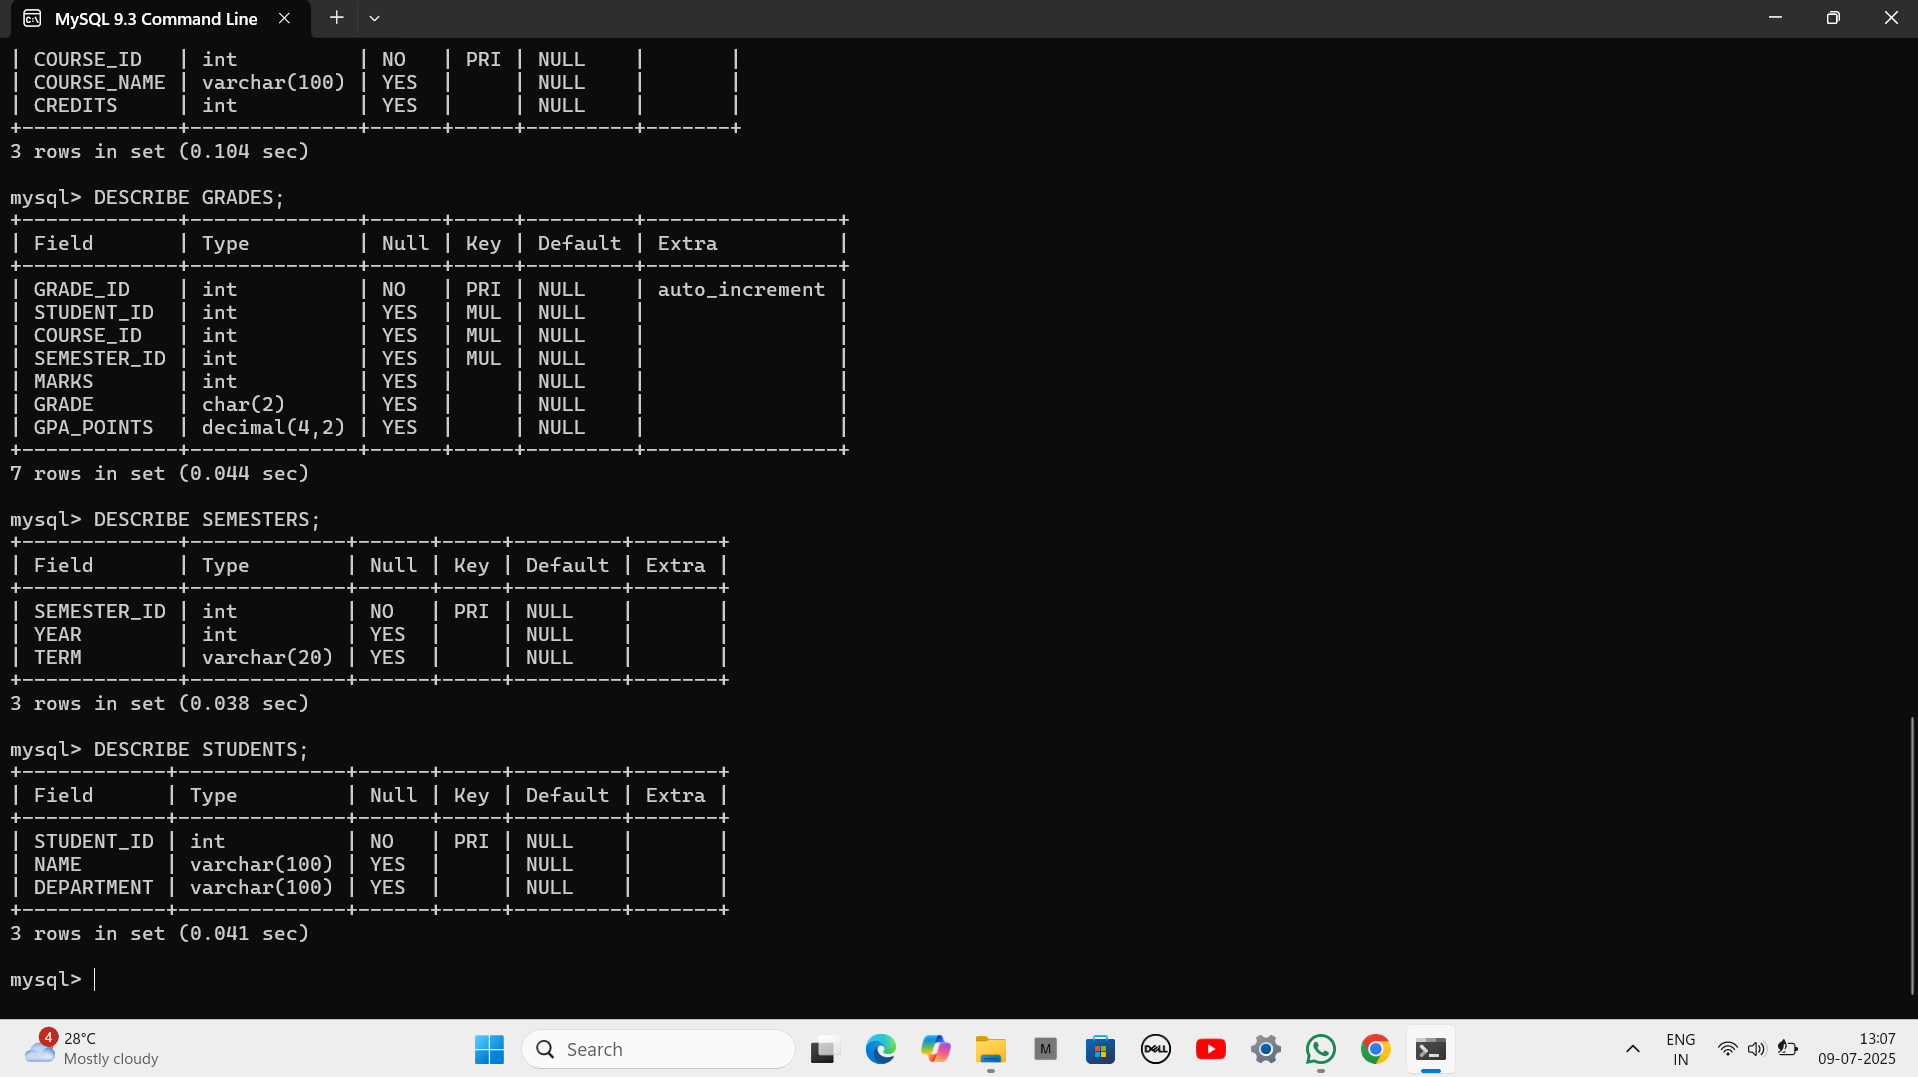 MySQL 9.3 Command Line
| COURSE_ID   | int          | NO   | PRI | NULL    |       |
| COURSE_NAME | varchar(100) | YES  |     | NULL    |       |
| CREDITS     | int          | YES  |     | NULL    |       |
+-------------+--------------+------+-----+---------+-------+
3 rows in set (0.104 sec)
mysql> DESCRIBE GRADES;
+-------------+--------------+------+-----+---------+----------------+
| Field       | Type         | Null | Key | Default | Extra          |
+-------------+--------------+------+-----+---------+----------------+
| GRADE_ID    | int          | NO   | PRI | NULL    | auto_increment |
| STUDENT_ID  | int          | YES  | MUL | NULL    |                |
| COURSE_ID   | int          | YES  | MUL | NULL    |                |
| SEMESTER_ID | int          | YES  | MUL | NULL    |                |
| MARKS       | int          | YES  |     | NULL    |                |
| GRADE       | char(2)      | YES  |     | NULL    |                |
| GPA_POINTS  | decimal(4,2) | YES  |     | NULL    |                |
+-------------+--------------+------+-----+---------+----------------+
7 rows in set (0.044 sec)
mysql> DESCRIBE SEMESTERS;
+-------------+-------------+------+-----+---------+-------+
| Field       | Type        | Null | Key | Default | Extra |
+-------------+-------------+------+-----+---------+-------+
| SEMESTER_ID | int         | NO   | PRI | NULL    |       |
| YEAR        | int         | YES  |     | NULL    |       |
| TERM        | varchar(20) | YES  |     | NULL    |       |
+-------------+-------------+------+-----+---------+-------+
3 rows in set (0.038 sec)
mysql> DESCRIBE STUDENTS;
+------------+--------------+------+-----+---------+-------+
| Field      | Type         | Null | Key | Default | Extra |
+------------+--------------+------+-----+---------+-------+
| STUDENT_ID | int          | NO   | PRI | NULL    |       |
| NAME       | varchar(100) | YES  |     | NULL    |       |
| DEPARTMENT | varchar(100) | YES  |     | NULL    |       |
+------------+--------------+------+-----+---------+-------+
3 rows in set (0.041 sec)
mysql>
4
28°C
Mostly cloudy
Search
M
DELL
ENG
IN
13:07
09-07-2025